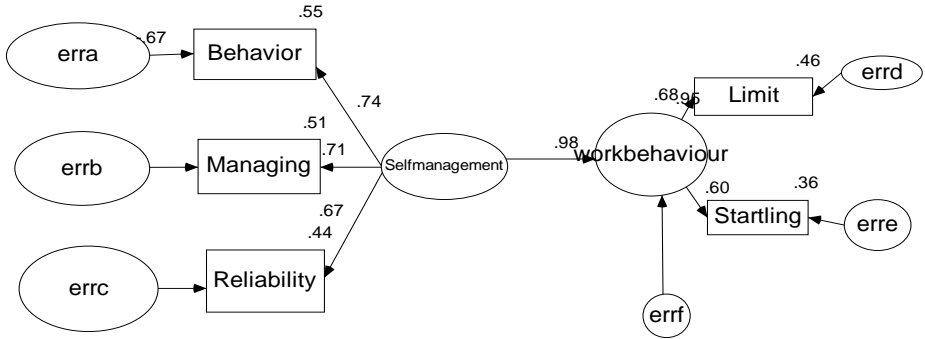 .55
-.67
erra
Behavior
.74
.51
errb
Managing
.71
Selfmanagement
.67
.44
errc
Reliability
.98
workbehaviour
.95
.68
.46
Limit
errd
.60
.36
Startling
erre
errf